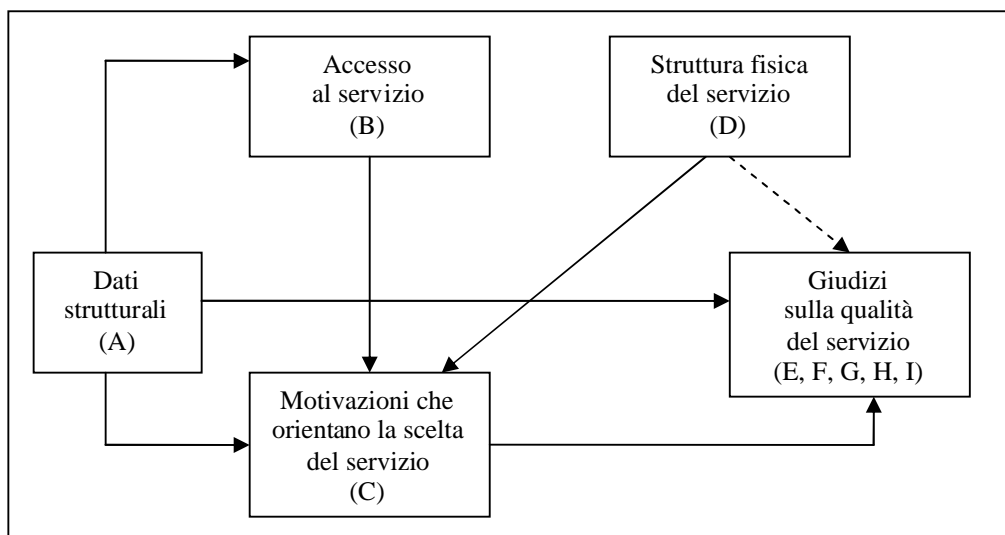 Accesso
al servizio
(B)
Struttura fisica
del servizio
(D)
Dati
strutturali
(A)
Giudizi
sulla qualità
del servizio
(E, F, G, H, I)
Motivazioni che
orientano la scelta
del servizio
(C)